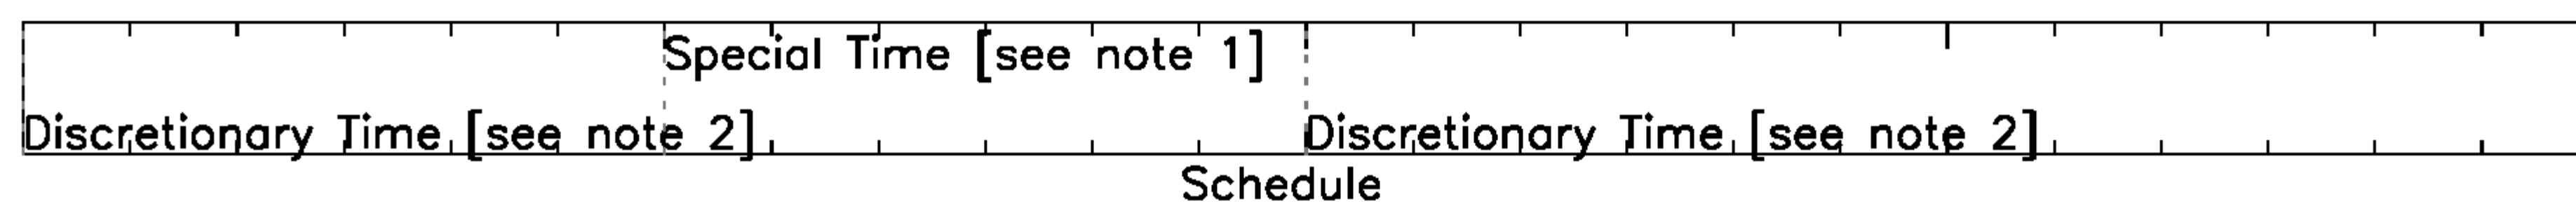 Special Time [see note 1]
Discretionary Time [see note 2]
Discretionary Time [see note 2]
Schedule